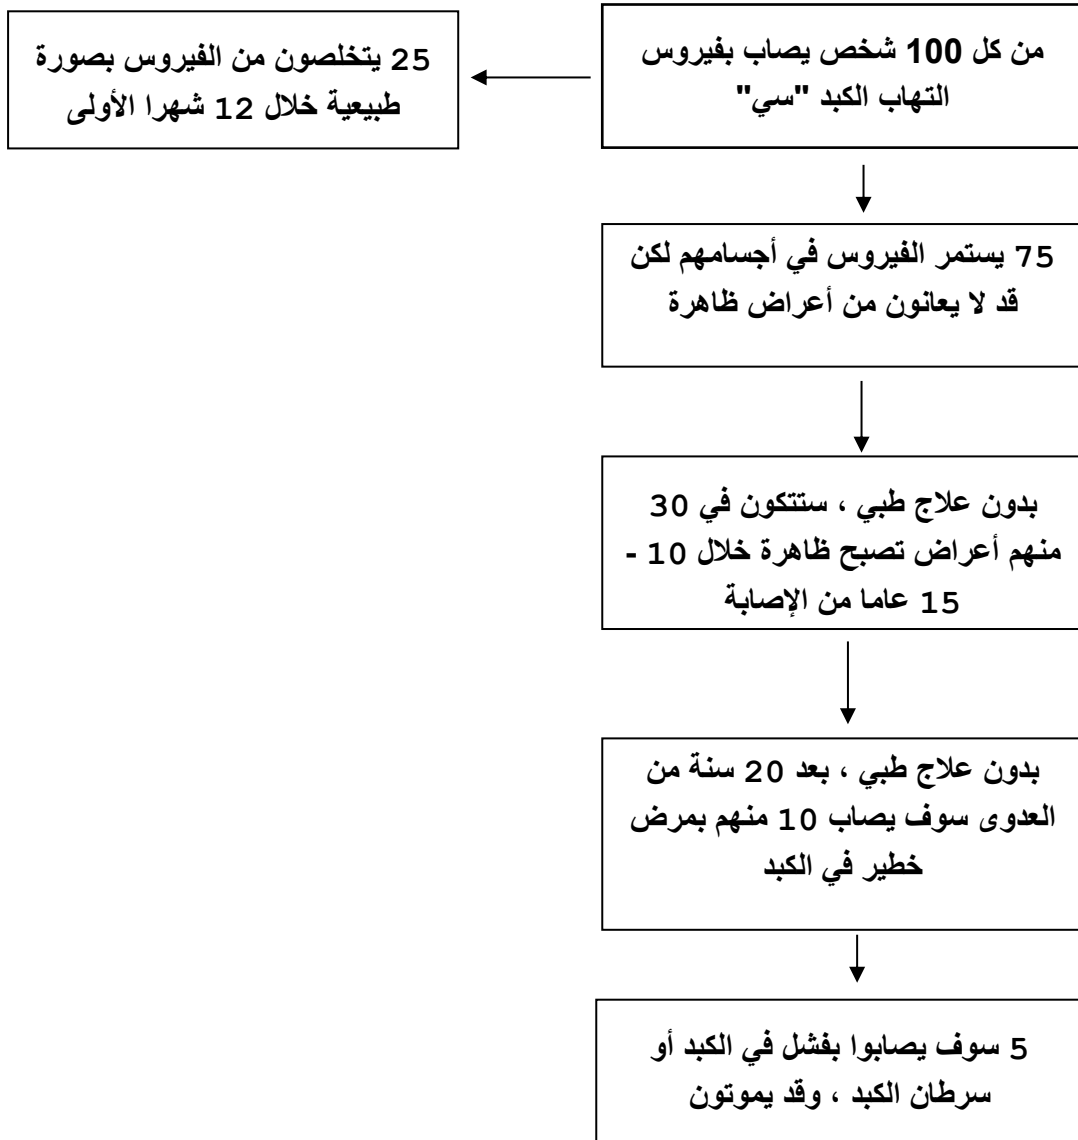 من كل 100 شخص يصاب بفيروس
التهاب الكبد "سي"
25 يتخلصون من الفيروس بصورة
طبيعية خلال 12 شهرا الأولى
75 يستمر الفيروس في أجسامهم لكن
قد لا يعانون من أعراض ظاهرة
بدون علاج طبي ، ستتكون في 30
منهم أعراض تصبح ظاهرة خلال 10 -
15 عاما من الإصابة
بدون علاج طبي ، بعد 20 سنة من
العدوى سوف يصاب 10 منهم بمرض
خطير في الكبد
5 سوف يصابوا بفشل في الكبد أو
سرطان الكبد ، وقد يموتون